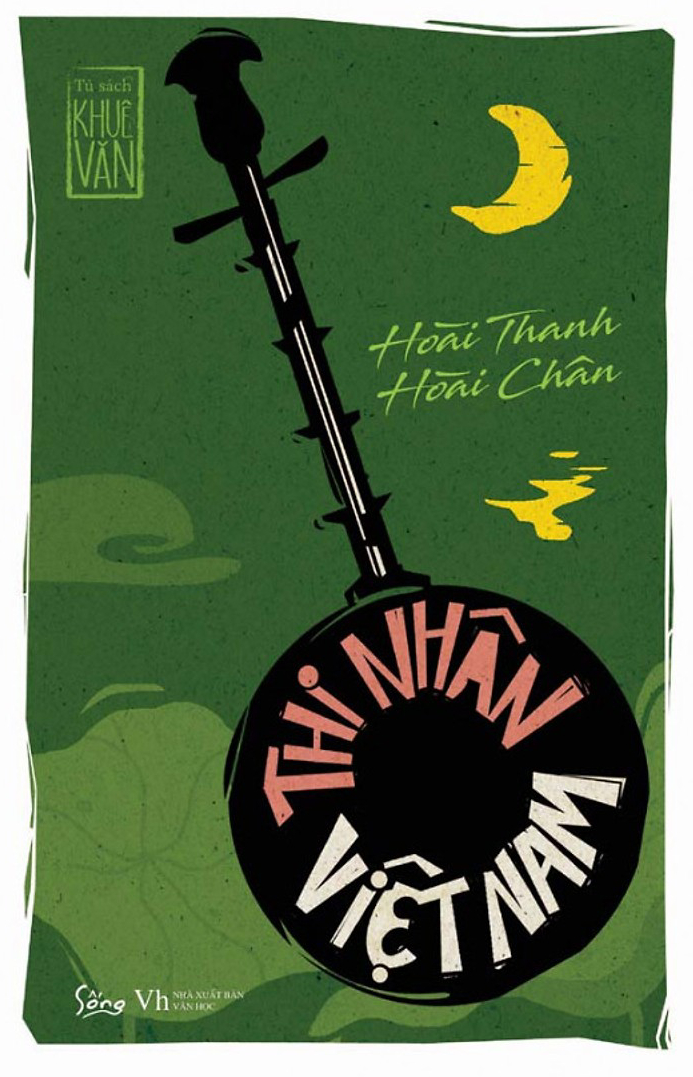 Tủ sách
KHUÊ
VĂN
Hoài Thanh
Hoài Chân
THI NHÂN
VIỆT NAM
Sống Vh NHÀ XUẤT BẢN
VĂN HỌC